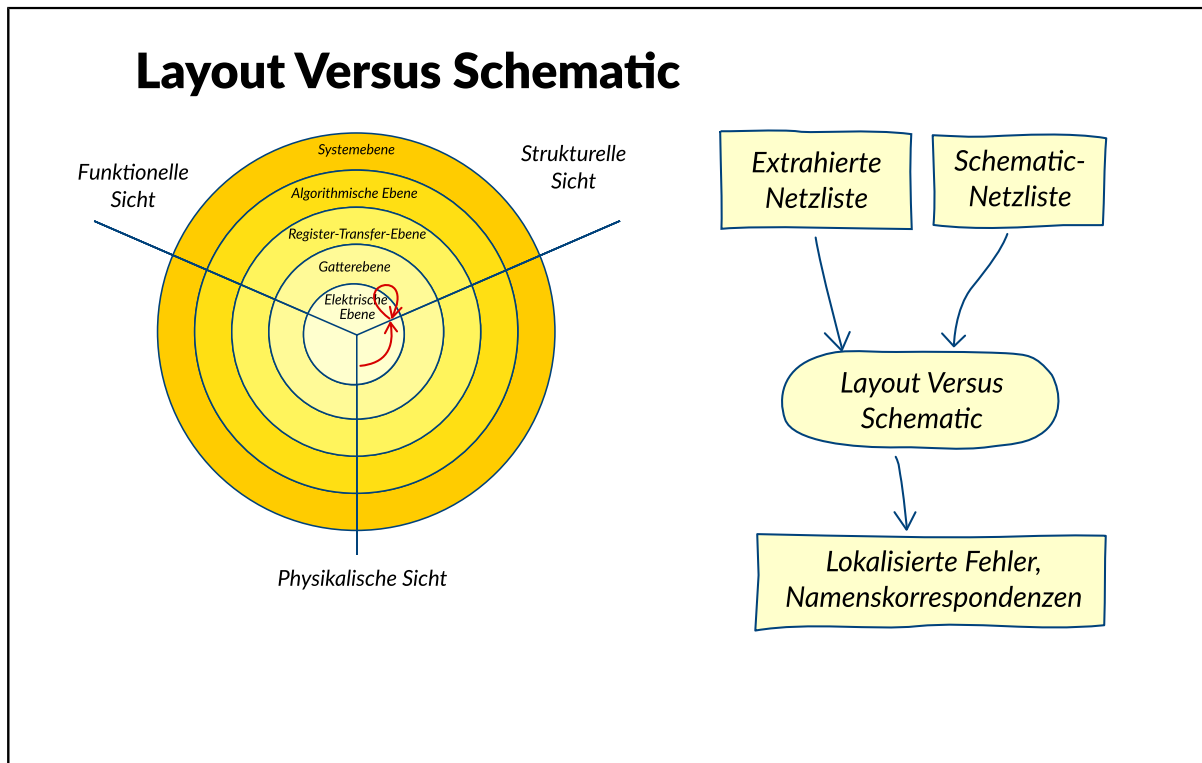 Layout Versus Schematic
Funktionelle
Sicht
Strukturelle
Sicht
Systemebene
Algorithmische Ebene
Register-Transfer-Ebene
Gatterebene
Elektrische
Ebene
Physikalische Sicht
Extrahierte
Netzliste
Schematic-
Netzliste
Layout Versus
Schematic
Lokalisierte Fehler,
Namenskorrespondenzen